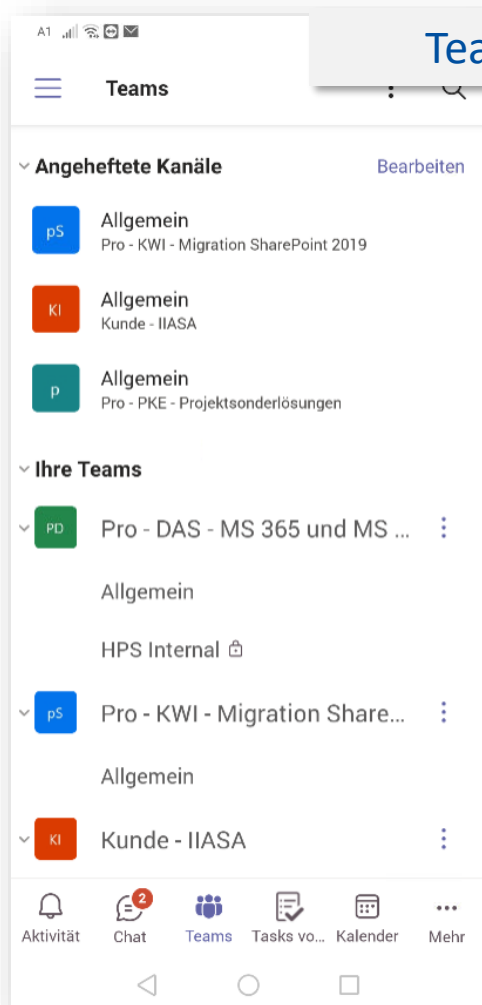 A1
Tea
Teams
Angeheftete Kanäle
Bearbeiten
pS
Allgemein
Pro - KWI - Migration SharePoint 2019
KI
Allgemein
Kunde - IIASA
p
Allgemein
Pro - PKE - Projektsonderlösungen
Ihre Teams
PD
Pro - DAS - MS 365 und MS ...
Allgemein
HPS Internal
pS
Pro - KWI - Migration Share...
Allgemein
KI
Kunde - IIASA
2
Aktivität
Chat
Teams
Tasks vo...
Kalender
Mehr